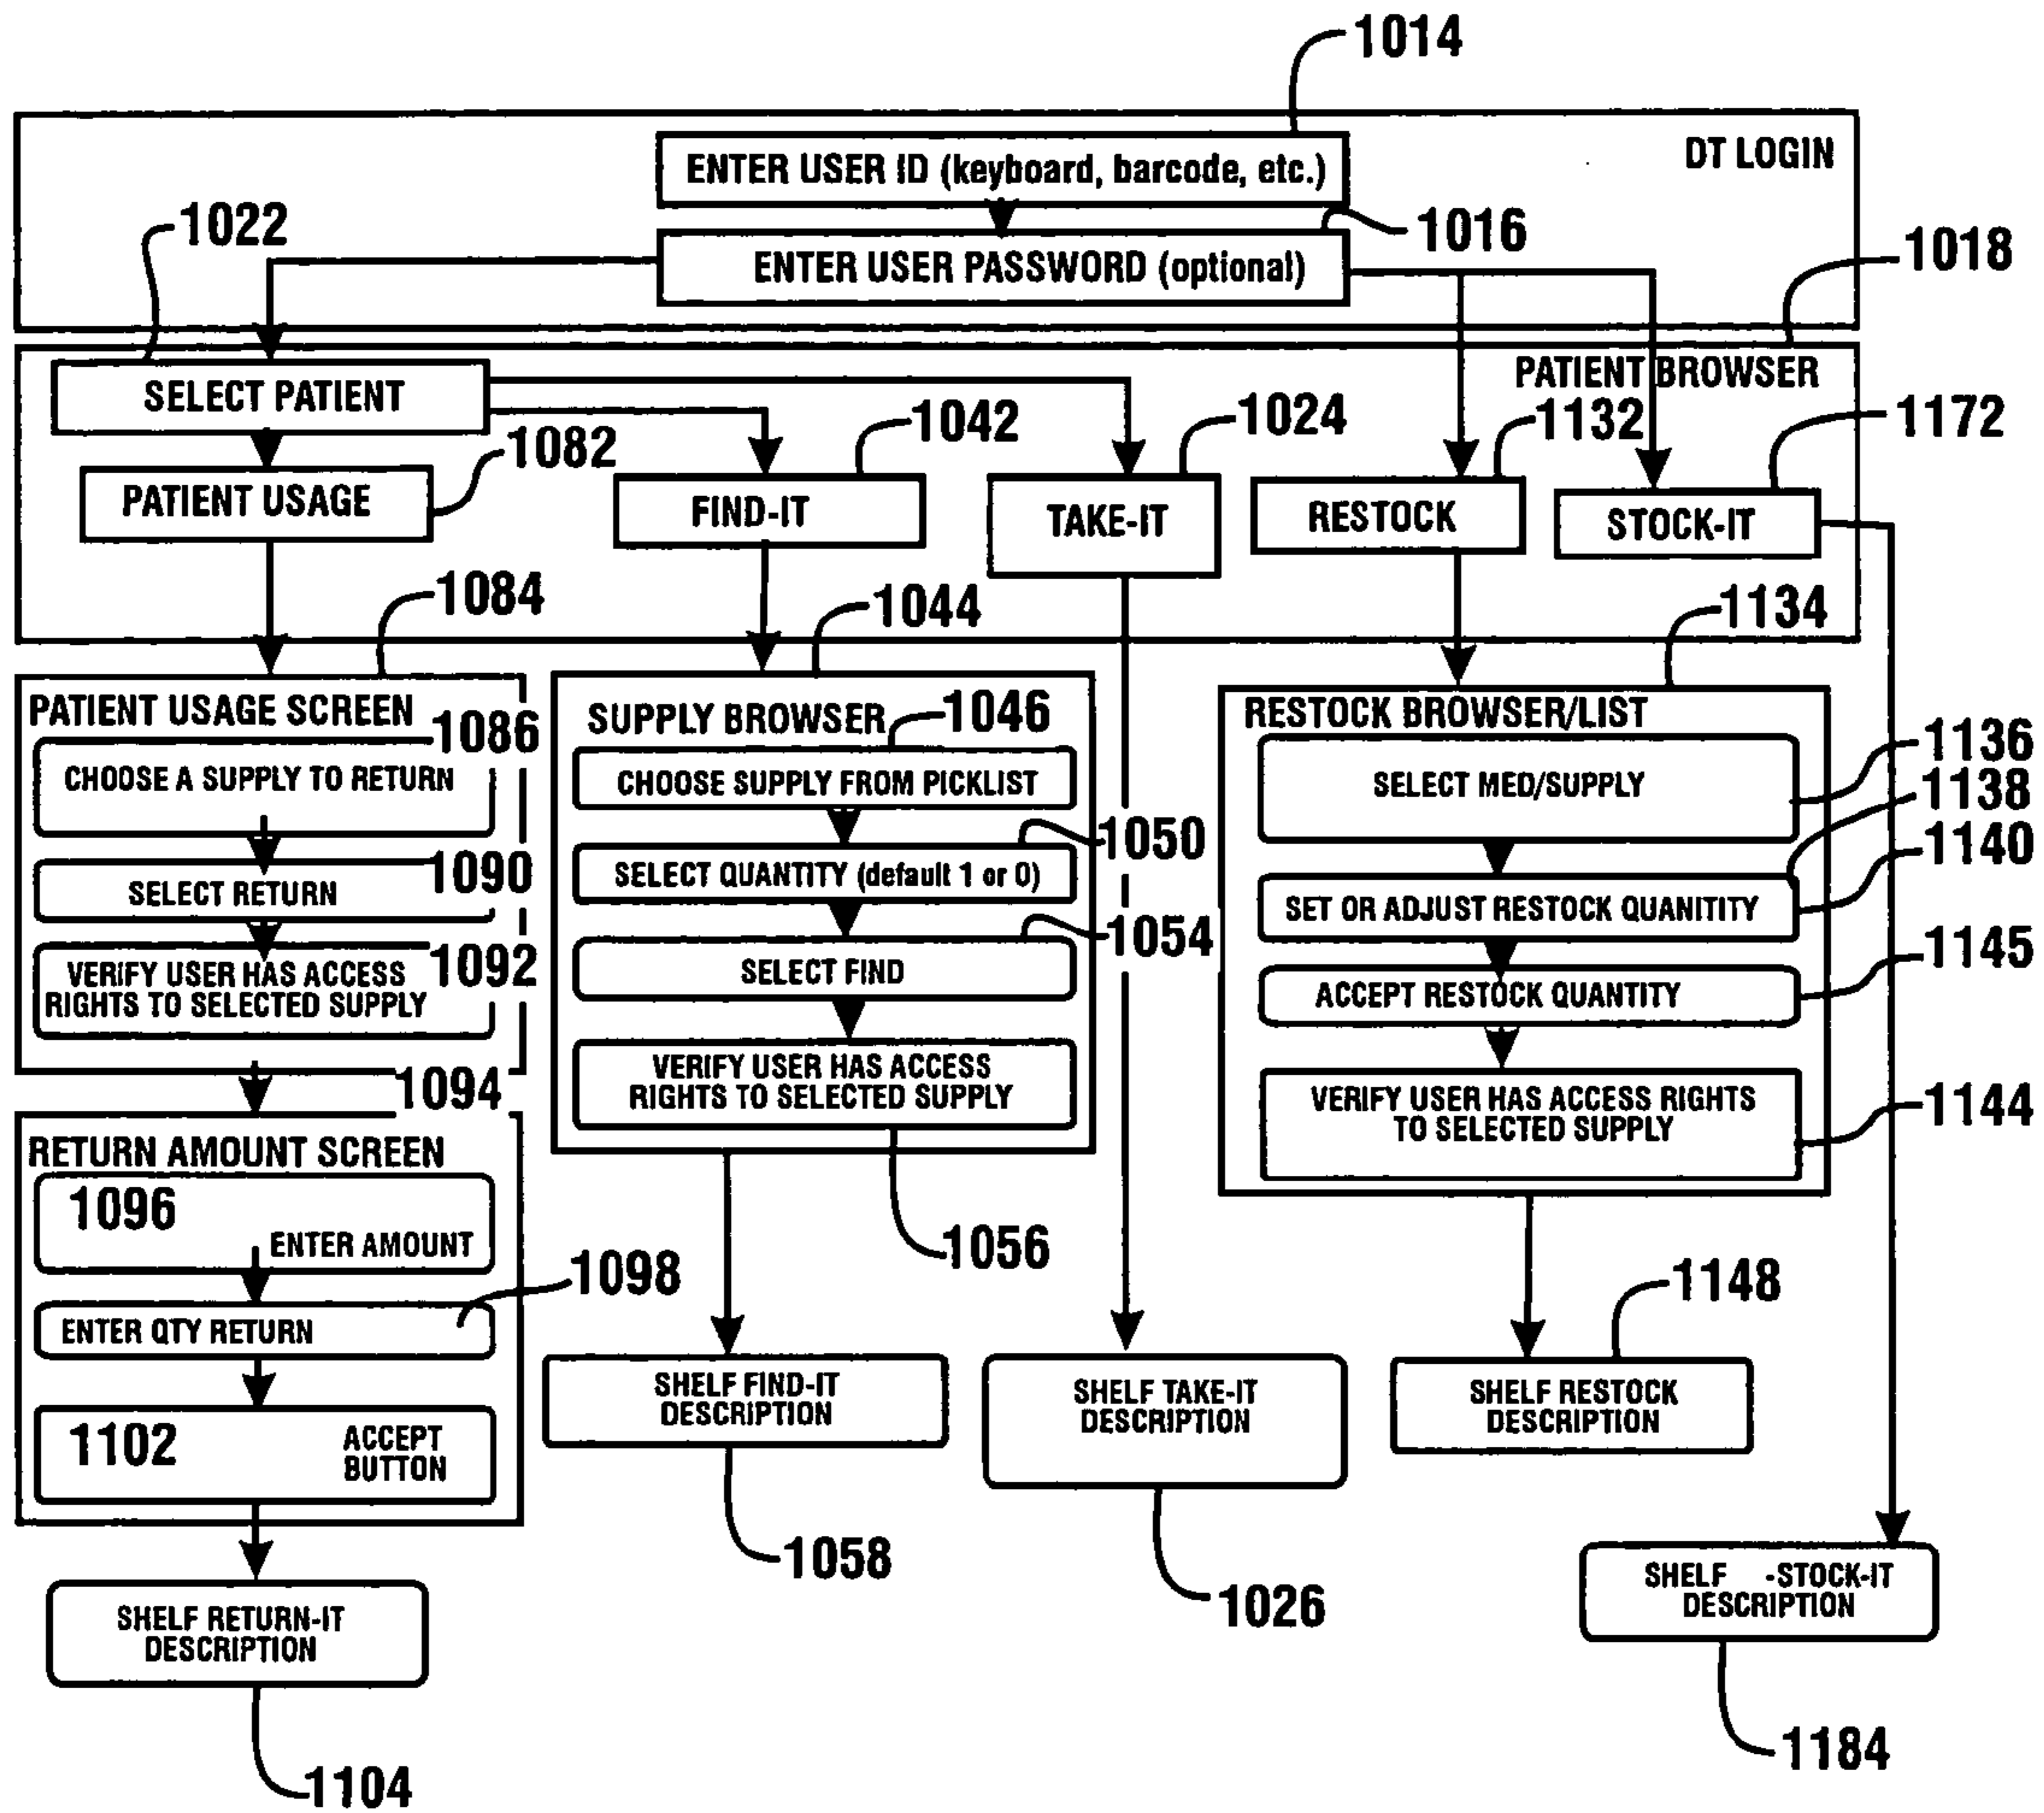 1014
DT LOGIN
ENTER USER ID (keyboard, barcode, etc.)
1022
1016
1018
ENTER USER PASSWORD (optional)
PATIENT BROWSER
SELECT PATIENT
1042
1024
1132
1172
1082
PATIENT USAGE
FIND-IT
TAKE-IT
RESTOCK
STOCK-IT
1084
1044
1134
PATIENT USAGE SCREEN
1086
CHOOSE A SUPPLY TO RETURN
1090
SELECT RETURN
1092
VERIFY USER HAS ACCESS
RIGHTS TO SELECTED SUPPLY
1094
SUPPLY BROWSER
1046
CHOOSE SUPPLY FROM PICKLIST
1050
SELECT QUANTITY (default 1 or 0)
1054
SELECT FIND
VERIFY USER HAS ACCESS
RIGHTS TO SELECTED SUPPLY
1056
RESTOCK BROWSER/LIST
1136
SELECT MED/SUPPLY
1138
1140
SET OR ADJUST RESTOCK QUANITITY
1145
ACCEPT RESTOCK QUANTITY
VERIFY USER HAS ACCESS RIGHTS
TO SELECTED SUPPLY
1144
RETURN AMOUNT SCREEN
1096
ENTER AMOUNT
1098
ENTER QTY RETURN
1102
ACCEPT
BUTTON
1148
SHELF FIND-IT
DESCRIPTION
SHELF TAKE-IT
DESCRIPTION
SHELF RESTOCK
DESCRIPTION
1058
1026
SHELF -STOCK-IT
DESCRIPTION
SHELF RETURN-IT
DESCRIPTION
1184
1104